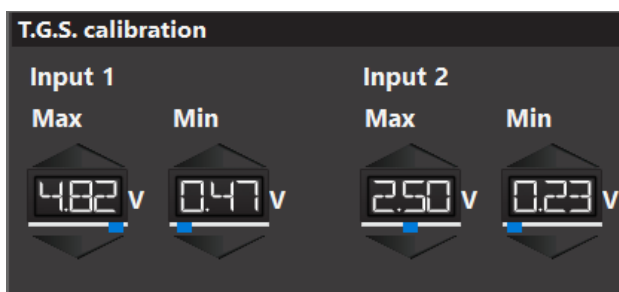 T.G.S. calibration
Input 1 Input 2
Max Min Max Min
4.82 V 0.47 V 2.50 V 0.23 V